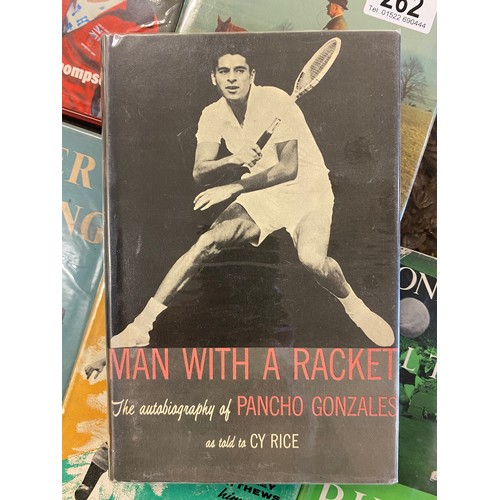 262
Tel: 01522 690444
MAN WITH A RACKET
The autobiography of PANCHO GONZALES
as told to CY RICE